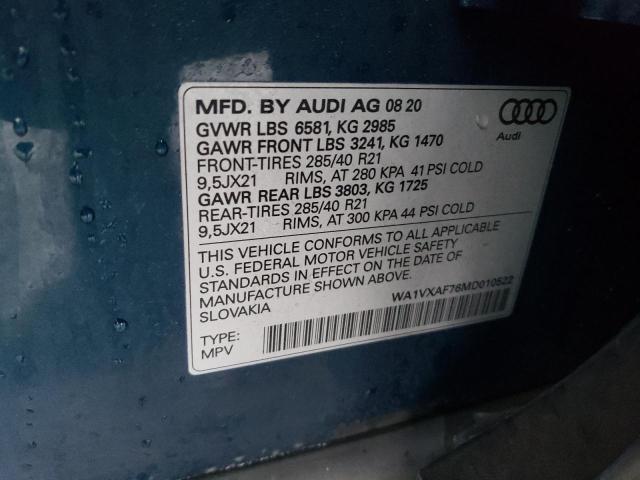 MFD. BY AUDI AG 08 20
GVWR LBS 6581, KG 2985
GAWR FRONT LBS 3241, KG 1470
FRONT-TIRES 285/40 R21
9,5JX21 RIMS, AT 280 KPA 41 PSI COLD
GAWR REAR LBS 3803, KG 1725
REAR-TIRES 285/40 R21
9,5JX21 RIMS, AT 300 KPA 44 PSI COLD
Audi
THIS VEHICLE CONFORMS TO ALL APPLICABLE
U.S. FEDERAL MOTOR VEHICLE SAFETY
STANDARDS IN EFFECT ON THE DATE OF
MANUFACTURE SHOWN ABOVE.
SLOVAKIA
WA1VXAF76MD010522
TYPE:
MPV